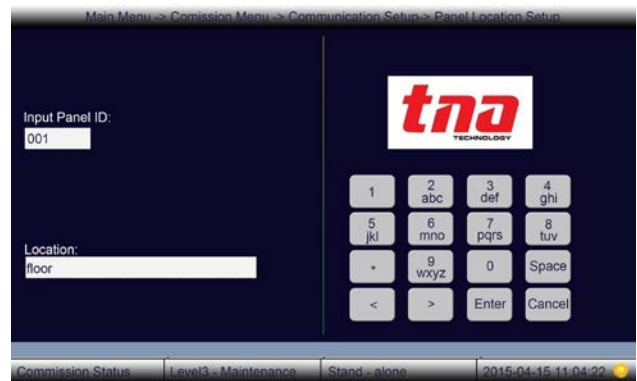 Main Menu -> Comission Menu -> Communication Setup-> Panel Location Setup
Input Panel ID:
001
Location:
floor
tna
TECHNOLOGY
1
2
abc
3
def
4
ghi
5
jkl
6
mno
7
pqrs
8
tuv
*
9
wxyz
0
Space
<
>
Enter
Cancel
Commission Status
Level3 - Maintenance
Stand - alone
2015-04-15 11:04:22